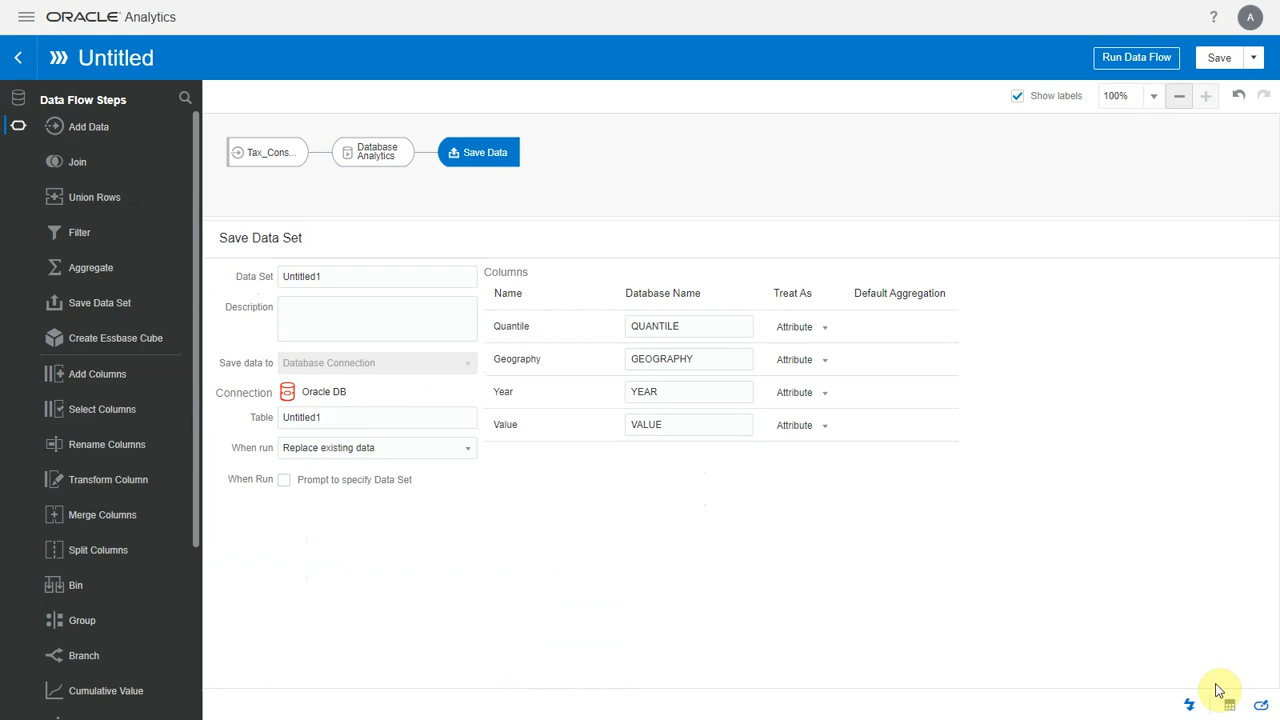 ORACLE Analytics
?
A
Untitled
Run Data Flow
Save
Data Flow Steps
Show labels
100%
Add Data
Join
Union Rows
Filter
Aggregate
Save Data Set
Create Essbase Cube
Add Columns
Select Columns
Rename Columns
Transform Column
Merge Columns
Split Columns
Bin
Group
Branch
Cumulative Value
Tax_Cons...
Database
Analytics
Save Data
Save Data Set
Data Set Untitled1
Description
Save data to Database Connection
Connection Oracle DB
Table Untitled1
When run Replace existing data
When Run Prompt to specify Data Set
Columns
Name Database Name Treat As Default Aggregation
Quantile QUANTILE Attribute
Geography GEOGRAPHY Attribute
Year YEAR Attribute
Value VALUE Attribute